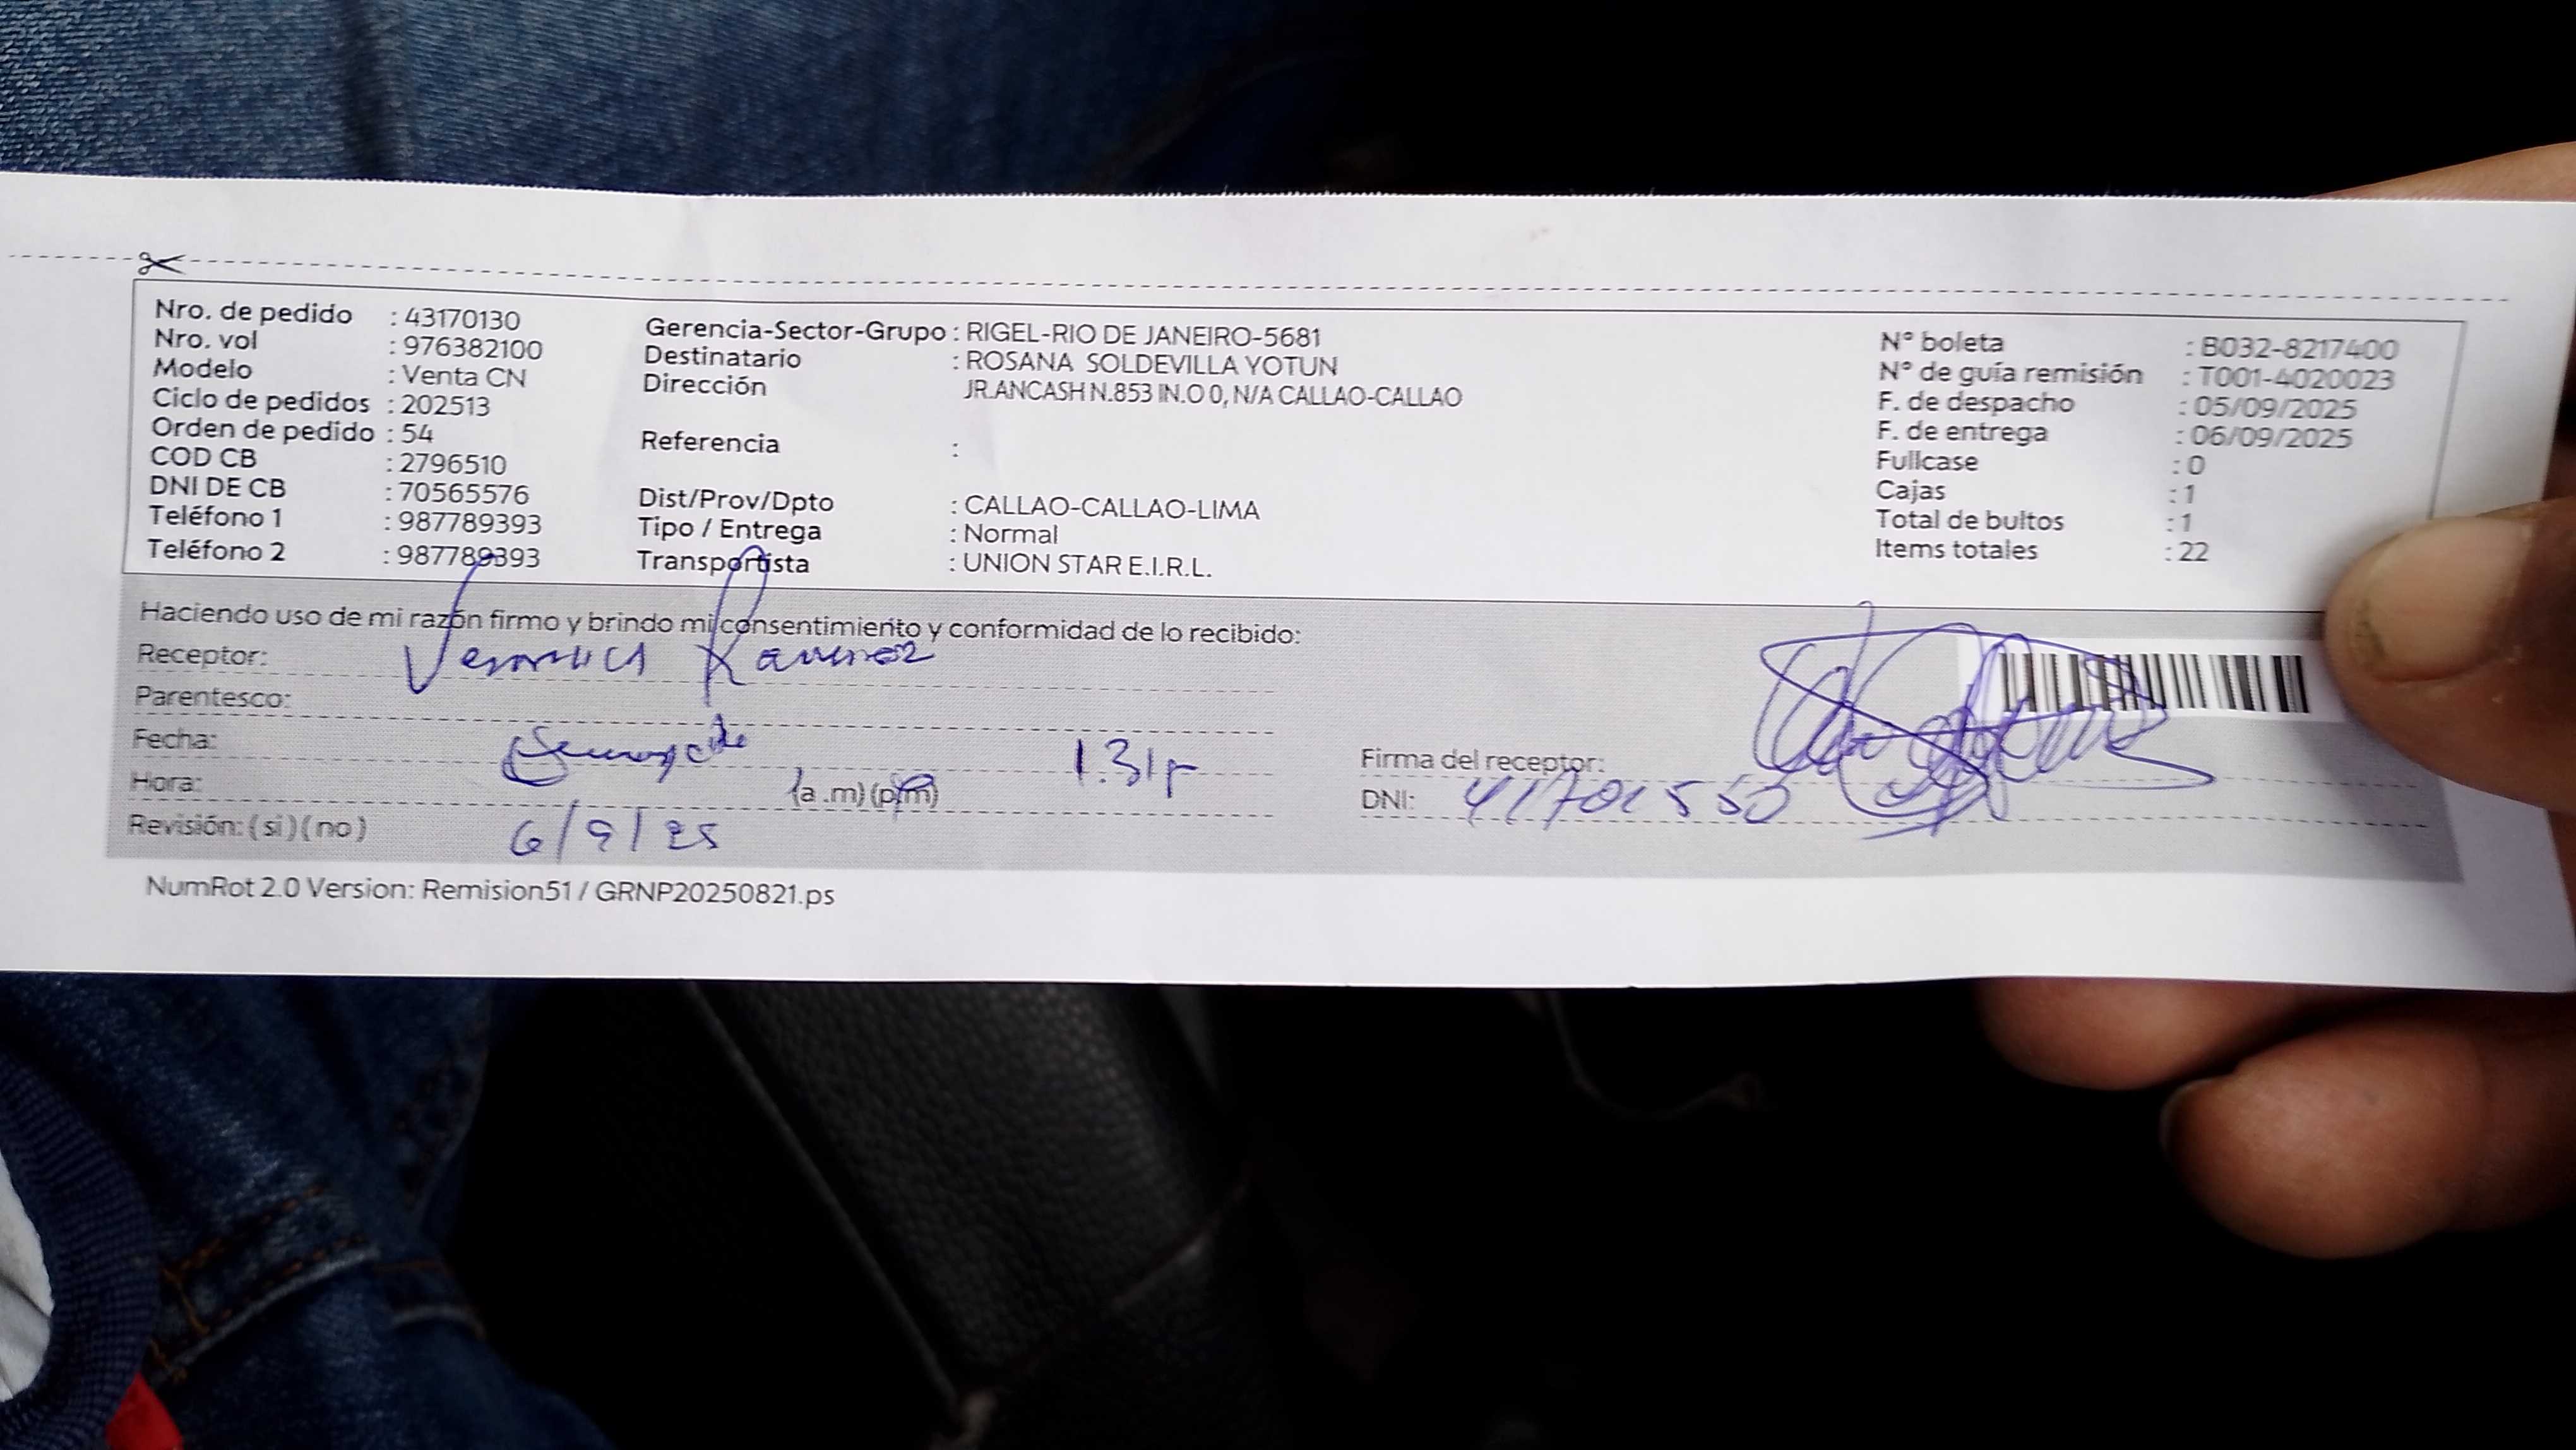 Nro. de pedido : 43170130
Nro. vol : 976382100
Modelo : Venta CN
Ciclo de pedidos : 202513
Orden de pedido : 54
COD CB : 2796510
DNI DE CB : 70565576
Teléfono 1 : 987789393
Teléfono 2 : 987789393
Gerencia-Sector-Grupo : RIGEL-RIO DE JANEIRO-5681
Destinatario : ROSANA SOLDEVILLA YOTUN
Dirección JR.ANCASH N.853 IN.O 0, N/A CALLAO-CALLAO
Referencia :
Dist/Prov/Dpto : CALLAO-CALLAO-LIMA
Tipo / Entrega : Normal
Transportista : UNION STAR E.I.R.L.
N° boleta : B032-8217400
N° de guía remisión : T001-4020023
F. de despacho : 05/09/2025
F. de entrega : 06/09/2025
Fullcase : 0
Cajas : 1
Total de bultos : 1
Items totales : 22
Haciendo uso de mi razón firmo y brindo mi consentimiento y conformidad de lo recibido:
Receptor: Veronica Ramirez
Parentesco:
Fecha: 1.31p
Hora: (a .m) (p.m)
Revisión: ( si ) ( no ) 6/9/25
Firma del receptor:
DNI:
NumRot 2.0 Version: Remision51 / GRNP20250821.ps